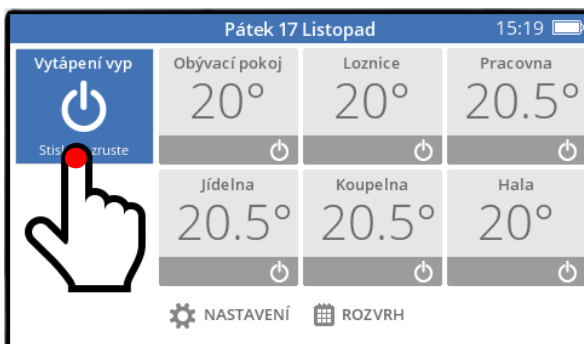 Pátek 17 Listopad
15:19
Vytápení vyp
Obývací pokoj
20°
Loznice
20°
Pracovna
20.5°
Jídelna
20.5°
Koupelna
20.5°
Hala
20°
NASTAVENÍ
ROZVRH